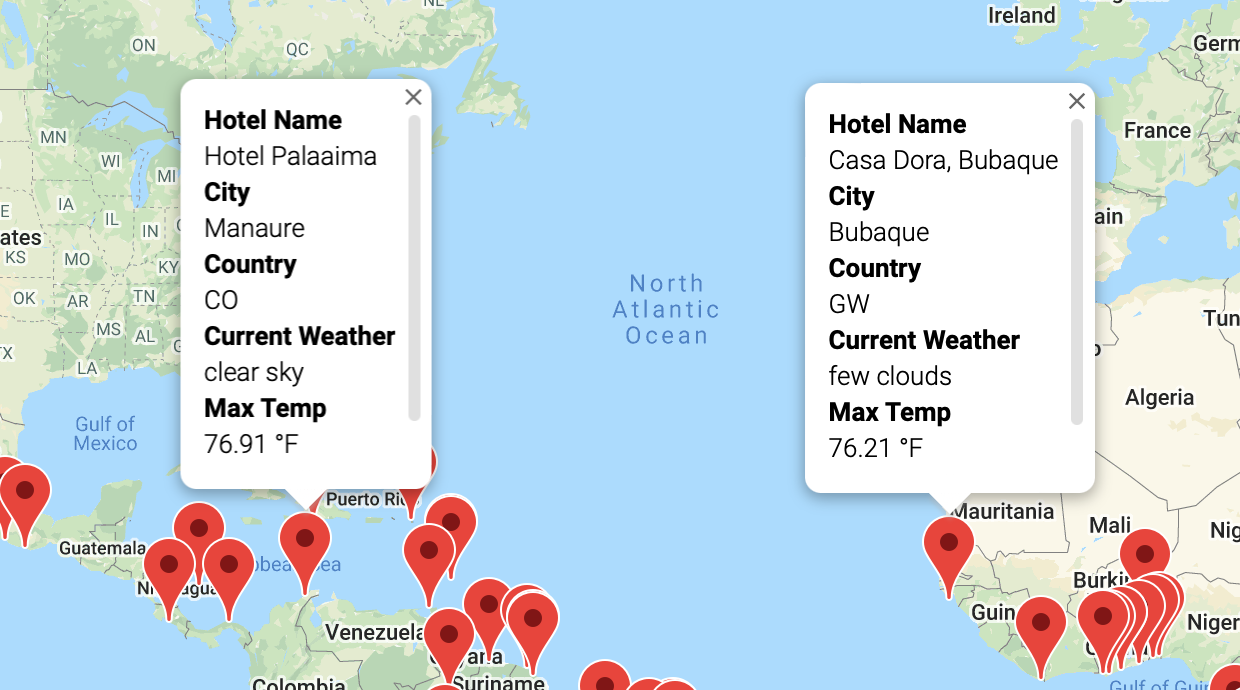 Hotel Name
Hotel Palaaima
City
Manaure
Country
CO
Current Weather
clear sky
Max Temp
76.91 °F
Hotel Name
Casa Dora, Bubaque
City
Bubaque
Country
GW
Current Weather
few clouds
Max Temp
76.21 °F
NL
ON
QC
MN
WI
MI
IA
IL
IN
ates
KS
MO
KY
OK
AR
TN
MS
AL
LA
Gulf of
Mexico
North
Atlantic
Ocean
Ireland
Germ
France
ain
Tun
Algeria
Puerto Ri
Guatemala
Venezuela
Colombia
Suriname
Mauritania
Mali
Nig
Burki
Guin
Niger
Gulf of Gui